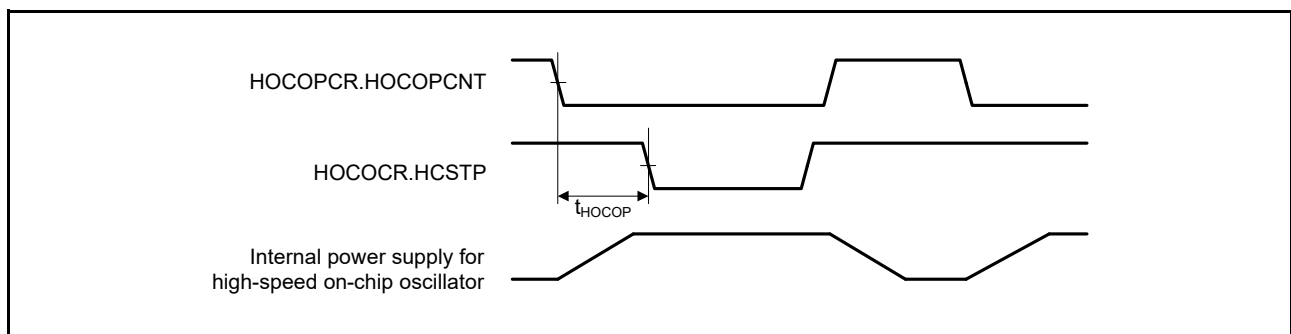 HOCOPCR.HOCOPCNT
HOCOCR.HCSTP
tHOCOP
Internal power supply for
high-speed on-chip oscillator